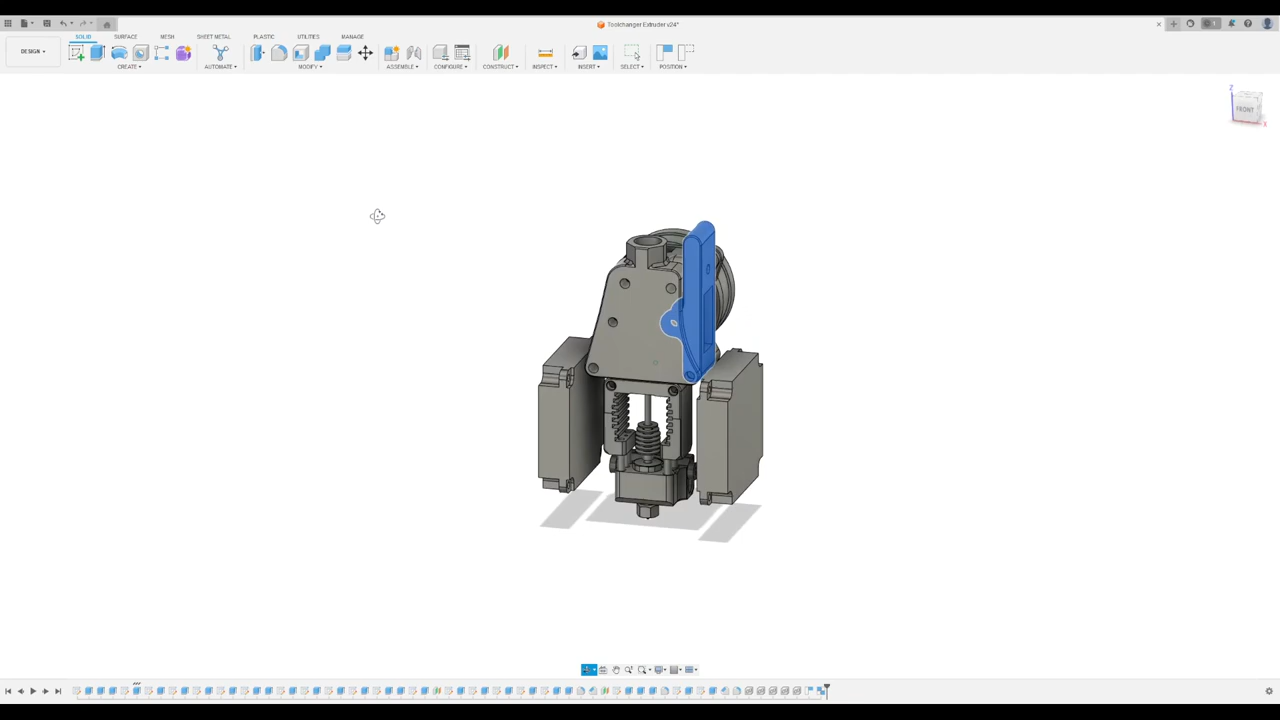 Toolchanger Extruder v24*
SOLID SURFACE MESH SHEET METAL PLASTIC UTILITIES MANAGE
DESIGN
CREATE AUTOMATE MODIFY ASSEMBLE CONFIGURE CONSTRUCT INSPECT INSERT SELECT POSITION
Z
FRONT
X